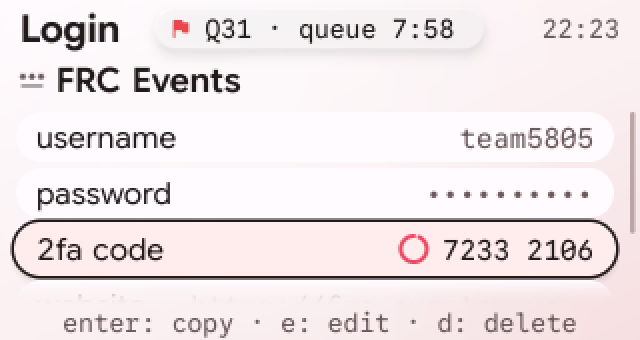 Login
Q31 · queue 7:58
22:23
FRC Events
username team5805
password ••••••••••
2fa code 7233 2106
website
enter: copy · e: edit · d: delete